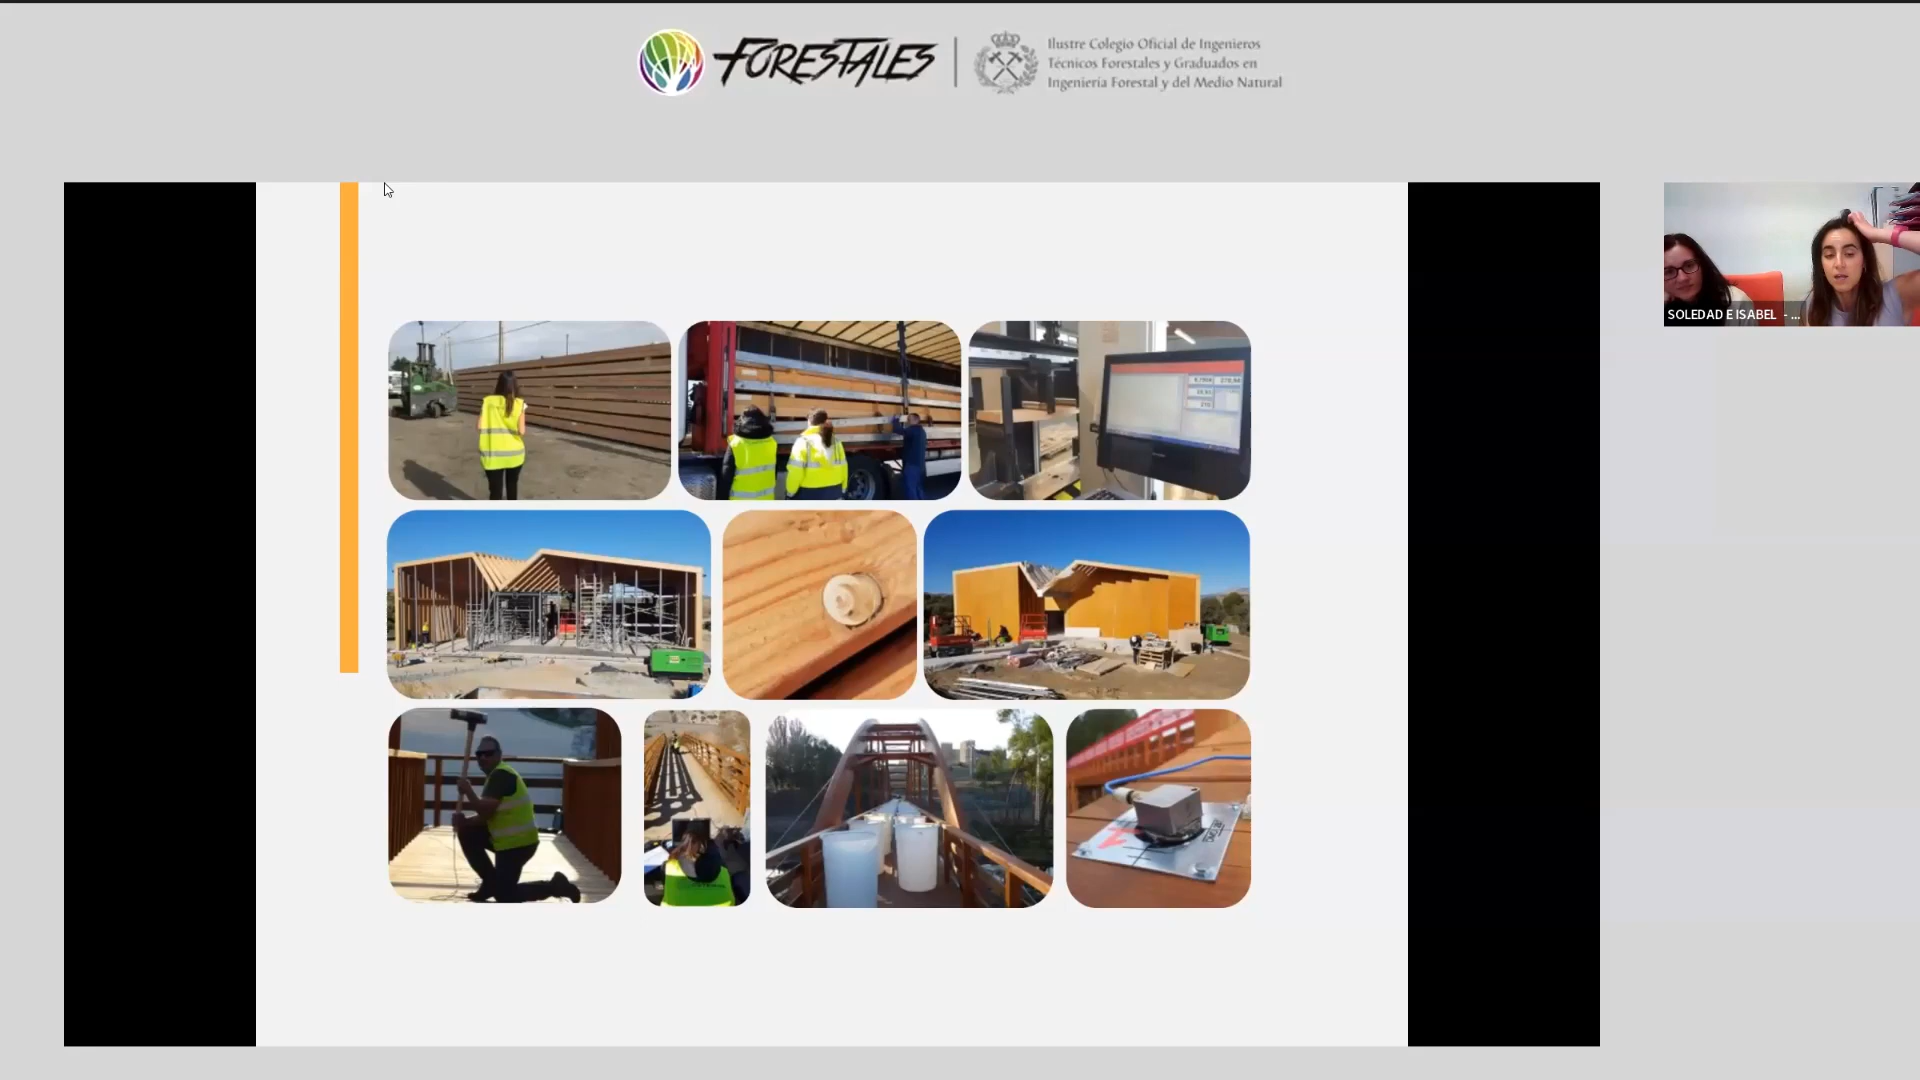 FORESTALES
Ilustre Colegio Oficial de Ingenieros
Técnicos Forestales y Graduados en
Ingeniería Forestal y del Medio Natural
SOLEDAD E ISABEL - ...